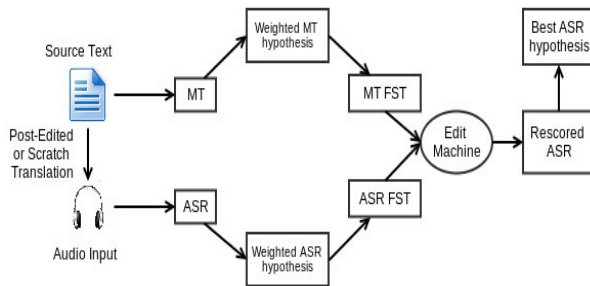 Source Text
Post-Edited
or Scratch
Translation
Audio Input
MT
Weighted MT
hypothesis
MT FST
ASR
Weighted ASR
hypothesis
ASR FST
Edit
Machine
Rescored
ASR
Best ASR
hypothesis